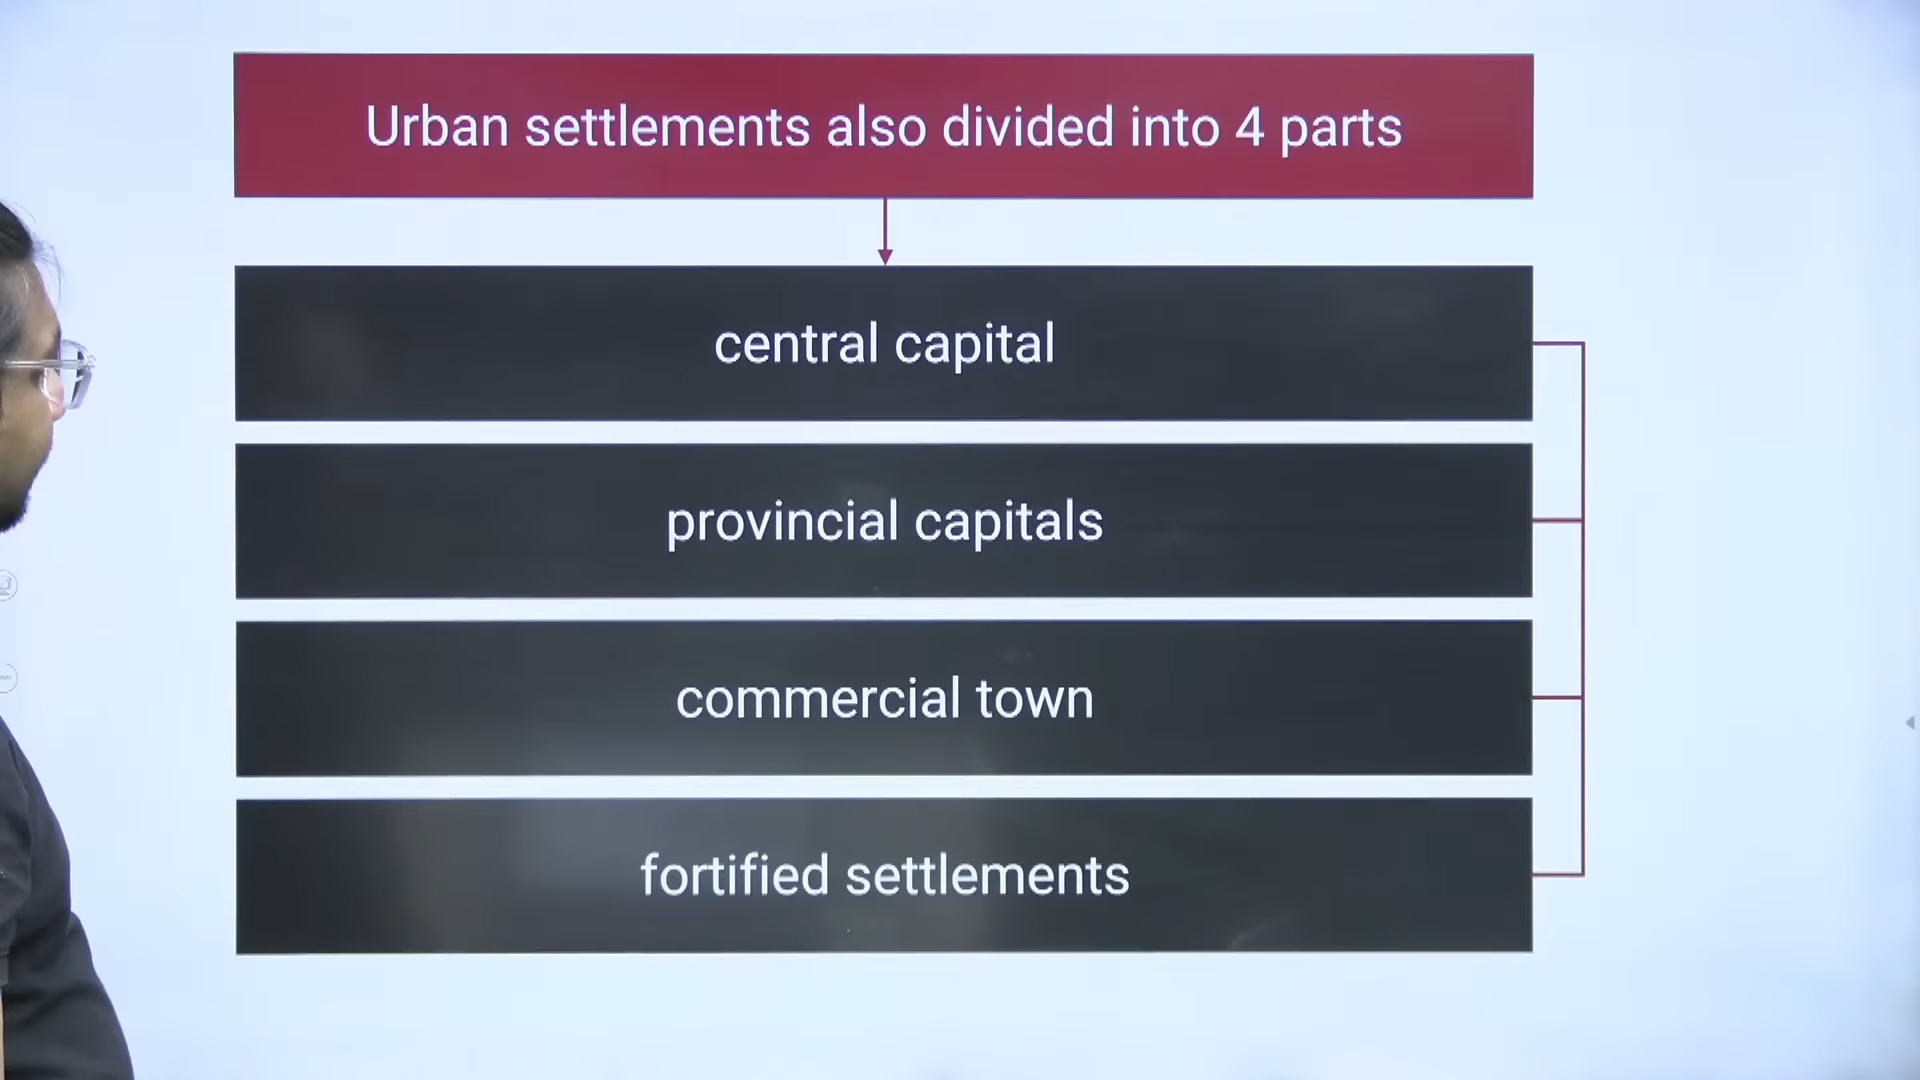 Urban settlements also divided into 4 parts
central capital
provincial capitals
commercial town
fortified settlements